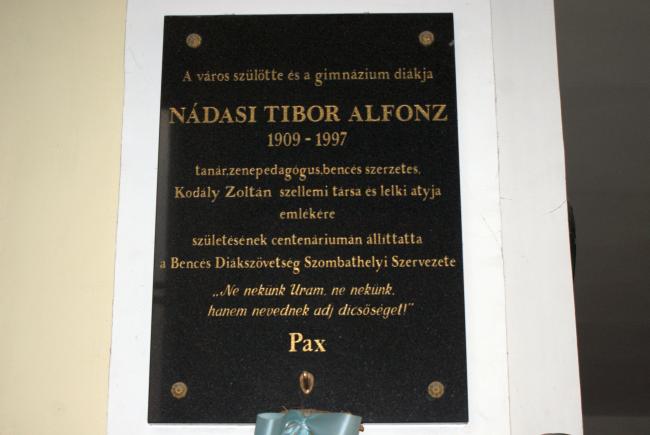 A város szülötte és a gimnázium diákja
NÁDASI TIBOR ALFONZ
1909 - 1997
tanár,zenepedagógus,bencés szerzetes,
Kodály Zoltán szellemi társa és lelki atyja
emlékére
születésének centenáriumán állíttatta
a Bencés Diákszövetség Szombathelyi Szervezete
„Ne nekünk Uram, ne nekünk,
hanem nevednek adj dicsőséget!"
Pax